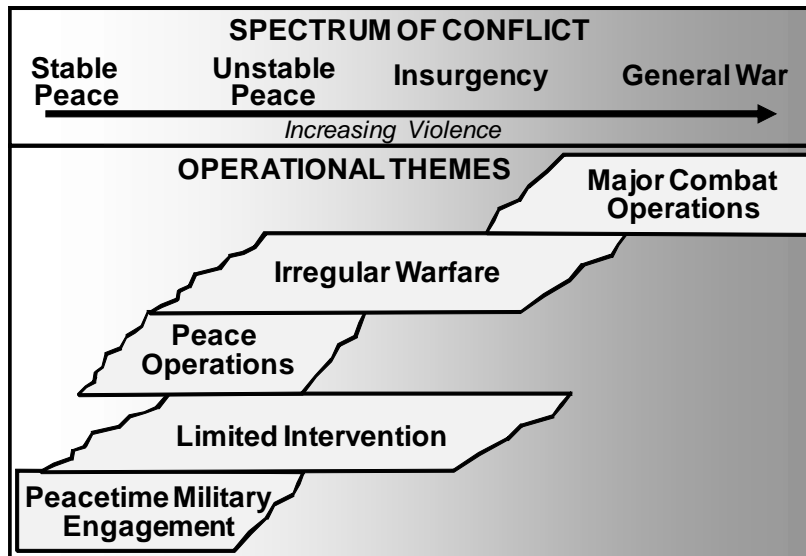 SPECTRUM OF CONFLICT
Stable
Peace
Unstable
Peace
Insurgency
General War
Increasing Violence
OPERATIONAL THEMES
Major Combat
Operations
Irregular Warfare
Peace
Operations
Limited Intervention
Peacetime Military
Engagement